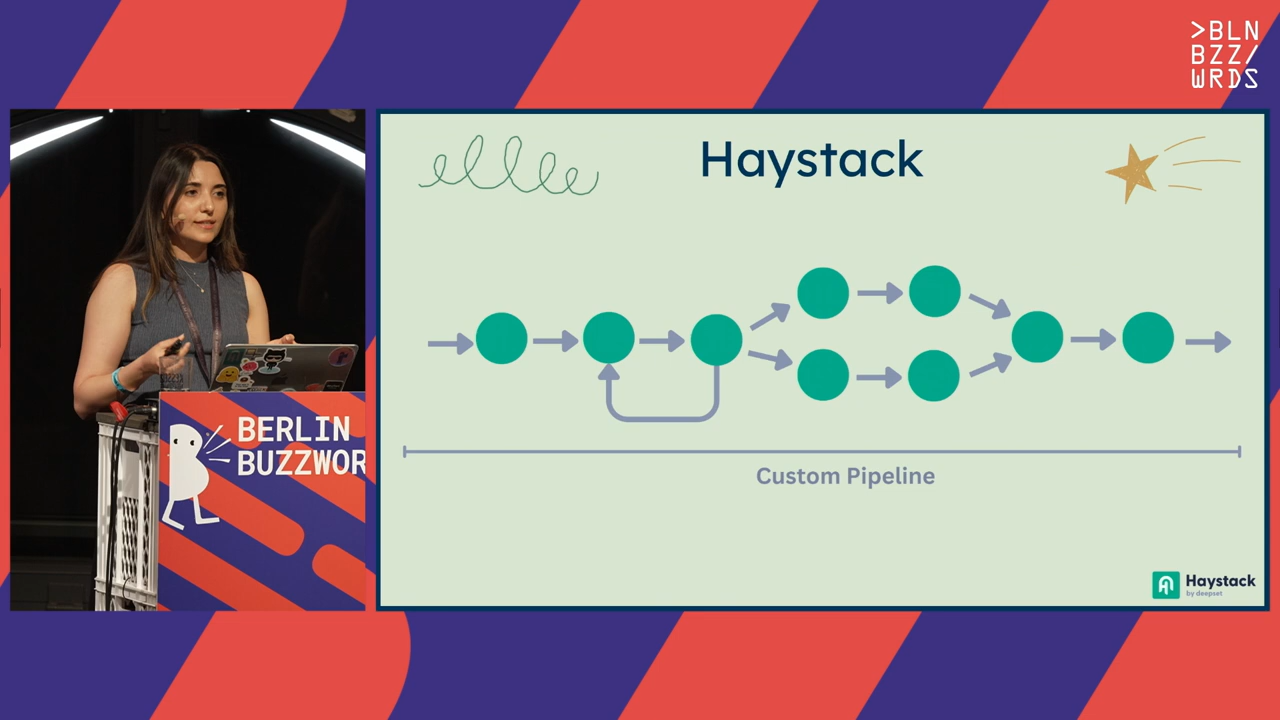 >BLN
BZZ/
WRDS
Haystack
Custom Pipeline
Haystack
by deepset
BERLIN
BUZZWOR